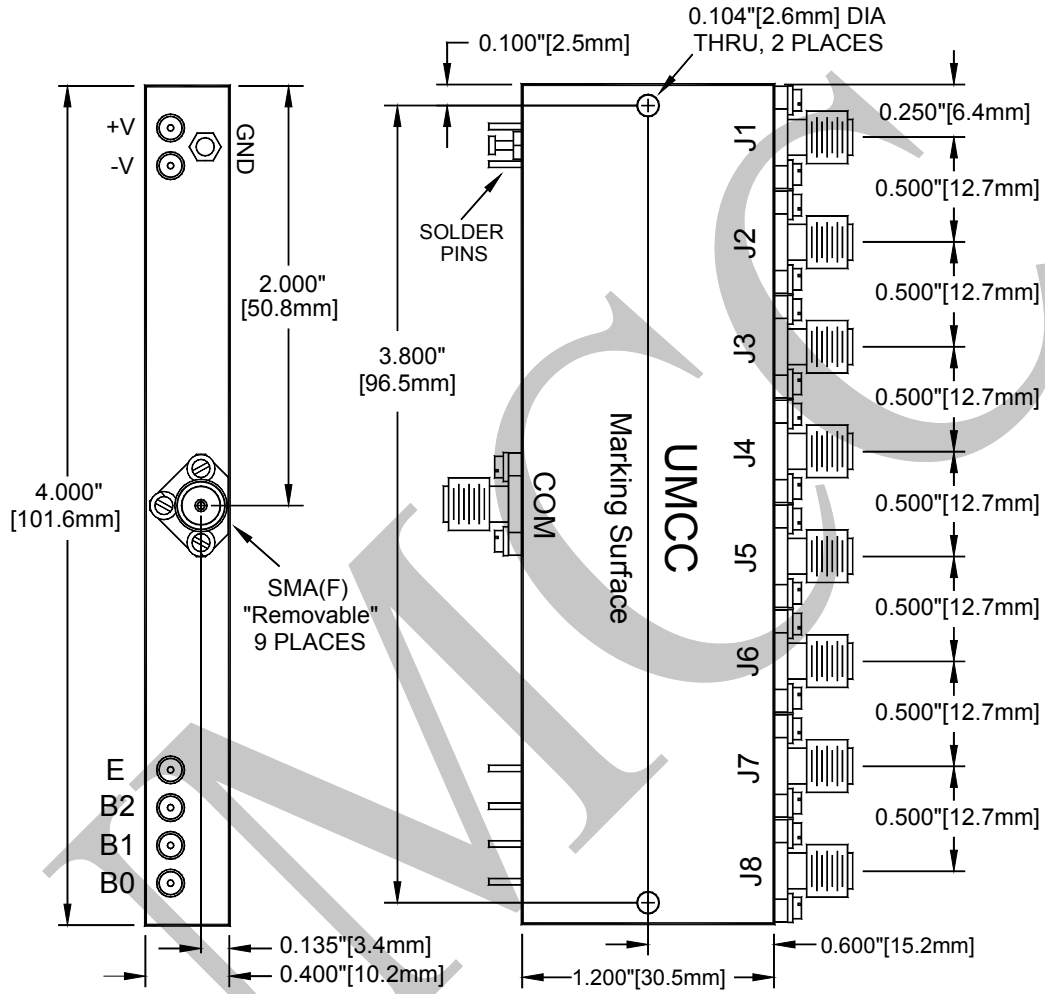 0.100"[2.5mm]
0.104"[2.6mm] DIA
THRU, 2 PLACES
+V
-V
GND
SOLDER
PINS
2.000"
[50.8mm]
3.800"
[96.5mm]
4.000"
[101.6mm]
SMA(F)
"Removable"
9 PLACES
E
B2
B1
B0
0.135"[3.4mm]
0.400"[10.2mm]
COM
Marking Surface
UMCC
J1
J2
J3
J4
J5
J6
J7
J8
0.250"[6.4mm]
0.500"[12.7mm]
0.500"[12.7mm]
0.500"[12.7mm]
0.500"[12.7mm]
0.500"[12.7mm]
0.500"[12.7mm]
0.500"[12.7mm]
0.600"[15.2mm]
1.200"[30.5mm]
MCC